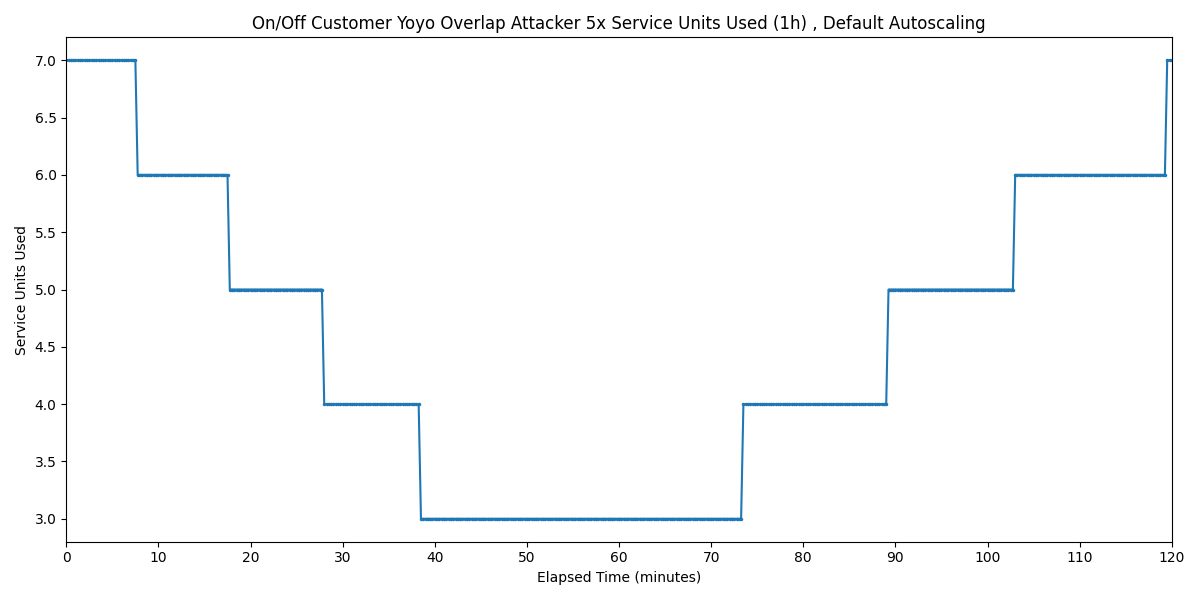 On/Off Customer Yoyo Overlap Attacker 5x Service Units Used (1h) , Default Autoscaling
7.0
6.5
6.0
5.5
5.0
4.5
4.0
3.5
3.0
Service Units Used
0 10 20 30 40 50 60 70 80 90 100 110 120
Elapsed Time (minutes)